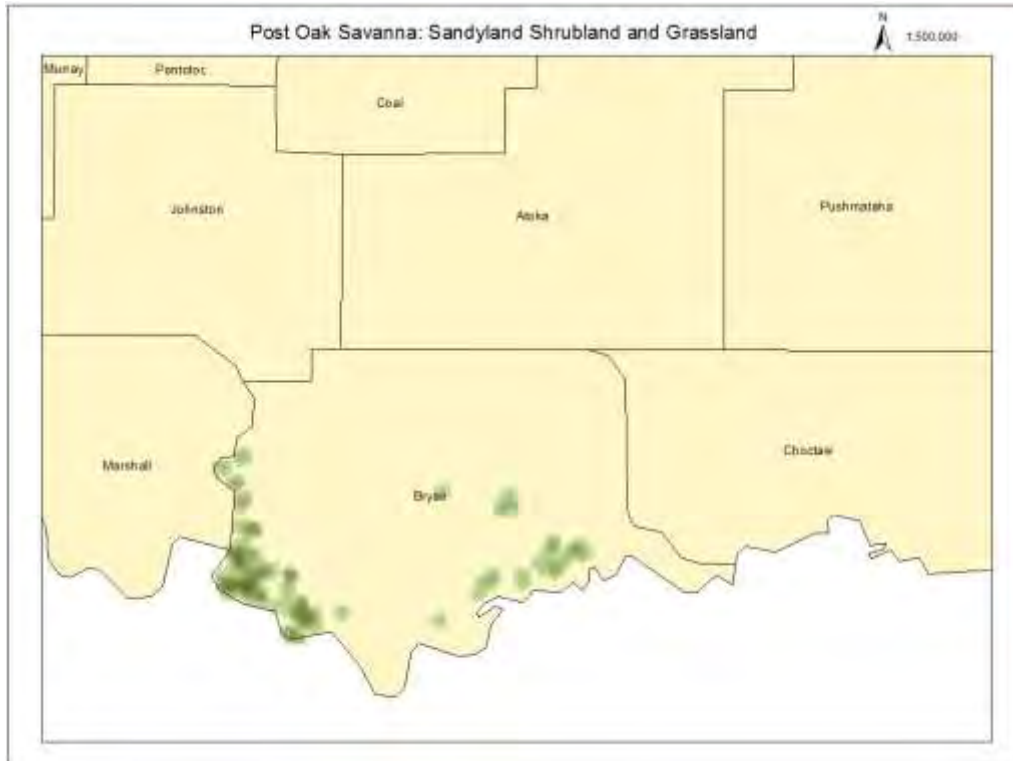 Post Oak Savanna: Sandyland Shrubland and Grassland
N
1:500,000
Murray
Pontotoc
Coal
Johnston
Atoka
Pushmataha
Marshall
Bryan
Choctaw